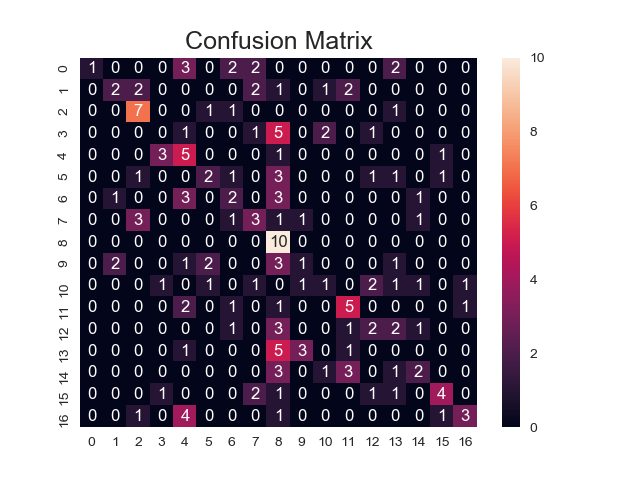 Confusion Matrix
0 1 0 0 0 3 0 2 2 0 0 0 0 0 2 0 0 0
1 0 2 2 0 0 0 0 2 1 0 1 2 0 0 0 0 0
2 0 0 7 0 0 1 1 0 0 0 0 0 0 1 0 0 0
3 0 0 0 0 1 0 0 1 5 0 2 0 1 0 0 0 0
4 0 0 0 3 5 0 0 0 1 0 0 0 0 0 0 1 0
5 0 0 1 0 0 2 1 0 3 0 0 0 1 1 0 1 0
6 0 1 0 0 3 0 2 0 3 0 0 0 0 0 1 0 0
7 0 0 3 0 0 0 1 3 1 1 0 0 0 0 1 0 0
8 0 0 0 0 0 0 0 0 10 0 0 0 0 0 0 0 0
9 0 2 0 0 1 2 0 0 3 1 0 0 0 1 0 0 0
10 0 0 0 1 0 1 0 1 0 1 1 0 2 1 1 0 1
11 0 0 0 0 2 0 1 0 1 0 0 5 0 0 0 0 1
12 0 0 0 0 0 0 1 0 3 0 0 1 2 2 1 0 0
13 0 0 0 0 1 0 0 0 5 3 0 1 0 0 0 0 0
14 0 0 0 0 0 0 0 0 3 0 1 3 0 1 2 0 0
15 0 0 0 1 0 0 0 2 1 0 0 0 1 1 0 4 0
16 0 0 1 0 4 0 0 0 1 0 0 0 0 0 0 1 3
0 1 2 3 4 5 6 7 8 9 10 11 12 13 14 15 16
10
8
6
4
2
0